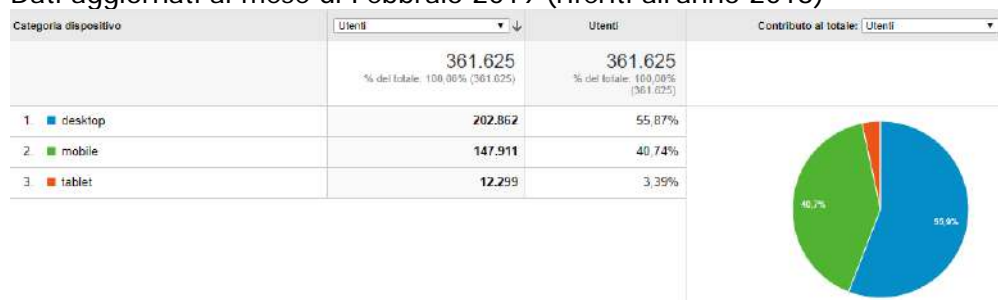 Dati aggiornati al mese di Febbraio 2019 (riferiti all'anno 2018)
Categoria dispositivo Utenti Utenti Contributo al totale: Utenti
361.625 361.625
% del totale: 100,00% (361.625) % del totale: 100,00%
(361.625)
1. desktop 202.862 55,87%
2. mobile 147.911 40,74%
3. tablet 12.299 3,39%
40,7%
55,9%